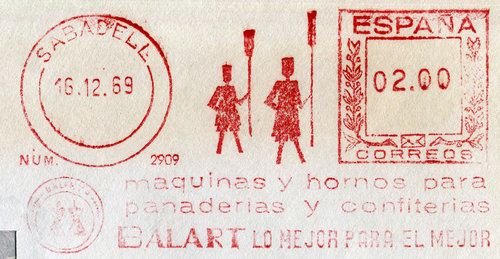 SABADELL
16.12.69
NUM. 2909
ESPAÑA
02.00
CORREOS
maquinas y hornos para
panaderias y confiterias
BALART LO MEJOR PARA EL MEJOR